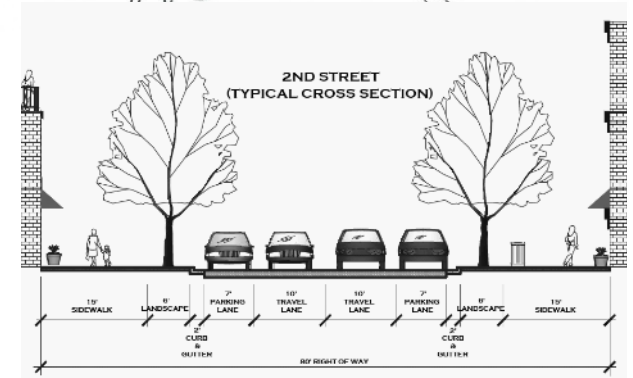 2ND STREET
(TYPICAL CROSS SECTION)
15'
SIDEWALK
6'
LANDSCAPE
2'
CURB
&
GUTTER
7'
PARKING
LANE
10'
TRAVEL
LANE
10'
TRAVEL
LANE
7'
PARKING
LANE
2'
CURB
&
GUTTER
6'
LANDSCAPE
15'
SIDEWALK
80' RIGHT OF WAY